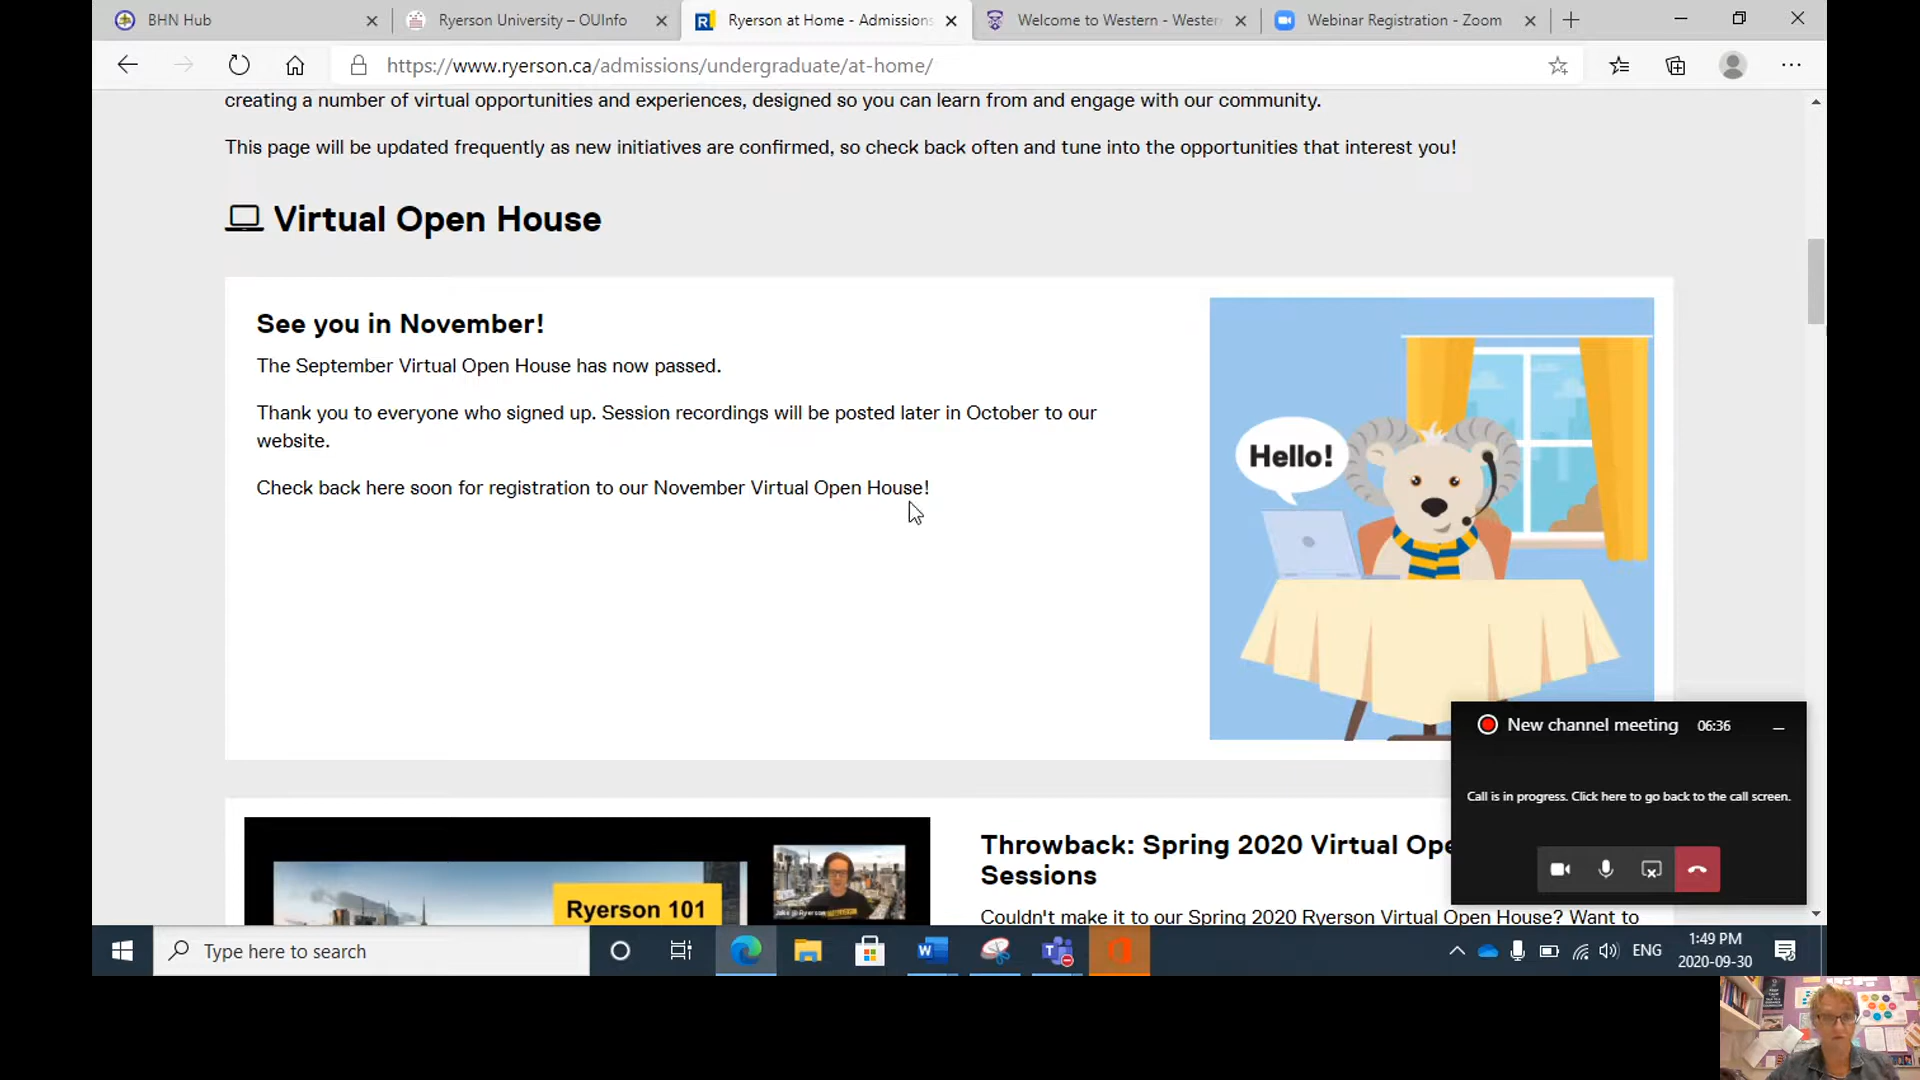 BHN Hub
Ryerson University – OUInfo
Ryerson at Home - Admissions
Welcome to Western - Wester
Webinar Registration - Zoom
https://www.ryerson.ca/admissions/undergraduate/at-home/
creating a number of virtual opportunities and experiences, designed so you can learn from and engage with our community.
This page will be updated frequently as new initiatives are confirmed, so check back often and tune into the opportunities that interest you!
Virtual Open House
See you in November!
The September Virtual Open House has now passed.
Thank you to everyone who signed up. Session recordings will be posted later in October to our
website.
Check back here soon for registration to our November Virtual Open House!
Hello!
New channel meeting 06:36
Call is in progress. Click here to go back to the call screen.
Ryerson 101
Jake @ Ryerson
Throwback: Spring 2020 Virtual Ope
Sessions
Couldn't make it to our Spring 2020 Ryerson Virtual Open House? Want to
Type here to search
ENG
1:49 PM
2020-09-30